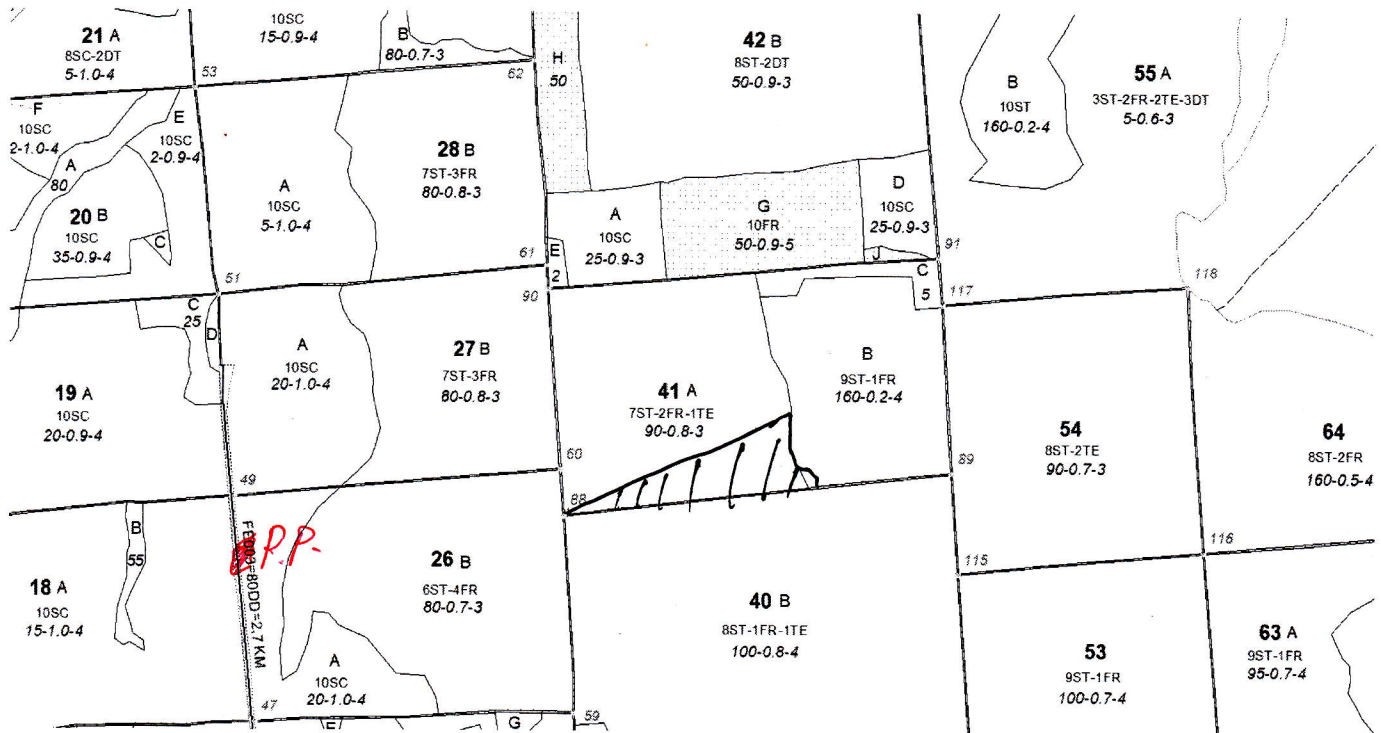 21 A
8SC-2DT
5-1.0-4
10SC
15-0.9-4
B
80-0.7-3
H
50
42 B
8ST-2DT
50-0.9-3
B
10ST
160-0.2-4
55 A
3ST-2FR-2TE-3DT
5-0.6-3
53
62
F
10SC
2-1.0-4
A
80
E
10SC
2-0.9-4
20 B
10SC
35-0.9-4
C
A
10SC
5-1.0-4
28 B
7ST-3FR
80-0.8-3
A
10SC
25-0.9-3
G
10FR
50-0.9-5
D
10SC
25-0.9-3
J
E
2
51
61
90
91
C
5
117
118
C
25
D
19 A
10SC
20-0.9-4
A
10SC
20-1.0-4
27 B
7ST-3FR
80-0.8-3
41 A
7ST-2FR-1TE
90-0.8-3
B
9ST-1FR
160-0.2-4
54
8ST-2TE
90-0.7-3
64
8ST-2FR
160-0.5-4
49
60
88
89
B
55
P.P.
18 A
10SC
15-1.0-4
26 B
6ST-4FR
80-0.7-3
40 B
8ST-1FR-1TE
100-0.8-4
115
116
53
9ST-1FR
100-0.7-4
63 A
9ST-1FR
95-0.7-4
A
10SC
20-1.0-4
=80DD=2.7KM
47
E
G
59